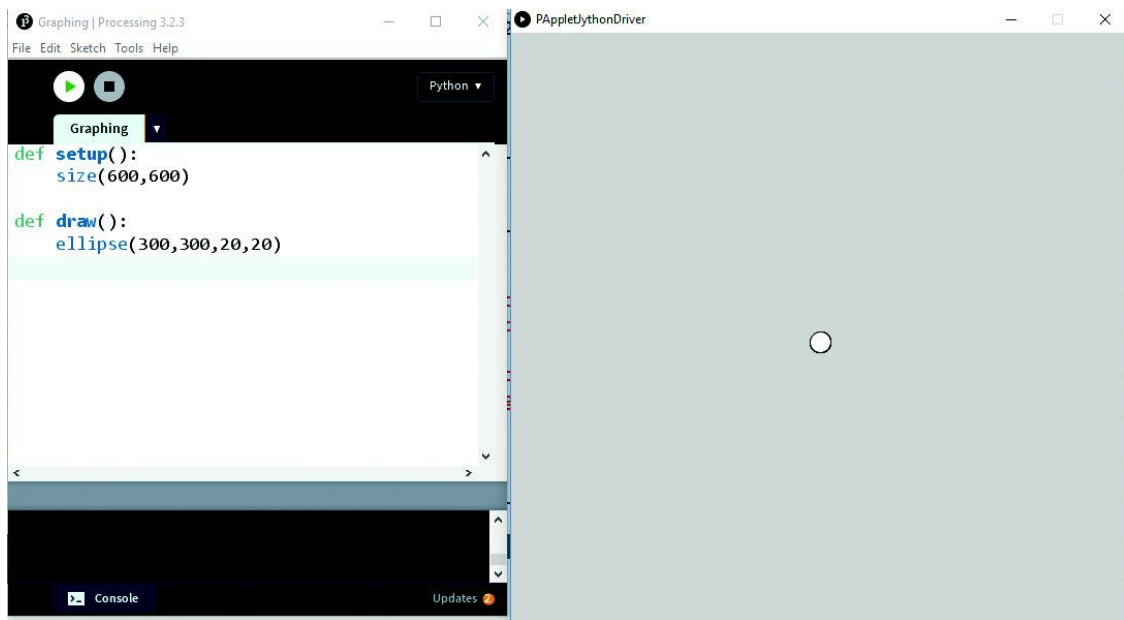 Graphing | Processing 3.2.3
File Edit Sketch Tools Help
Python ▼
Graphing ▼
def setup():
    size(600,600)

def draw():
    ellipse(300,300,20,20)
Console
Updates 2
PAppletJythonDriver